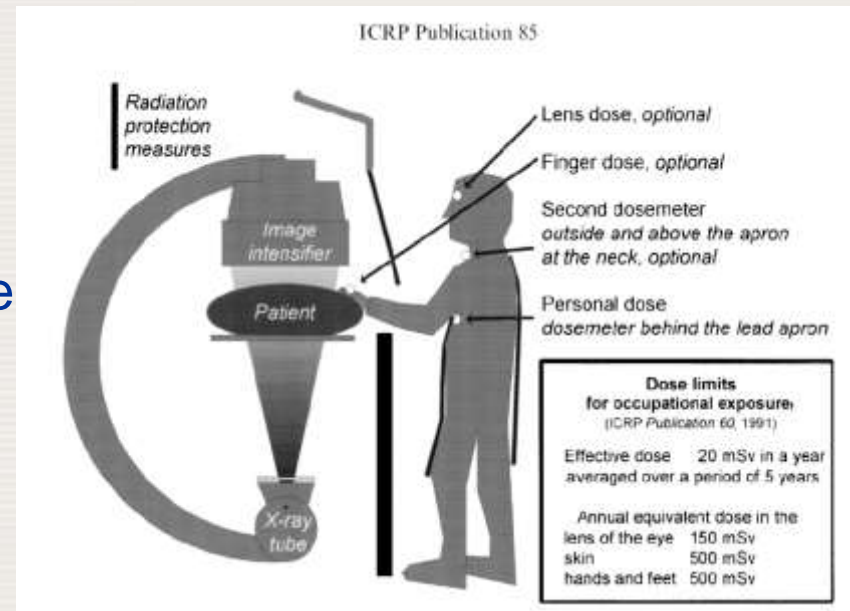 ICRP Publication 85
Radiation
protection
measures
Lens dose, optional
Finger dose, optional
Second dosemeter
outside and above the apron
at the neck, optional
Personal dose
dosemeter behind the lead apron
Image
intensifier
Patient
X-ray
tube
e
Dose limits
for occupational exposure
(ICRP Publication 60, 1991)
Effective dose 20 mSv in a year
averaged over a period of 5 years
Annual equivalent dose in the
lens of the eye 150 mSv
skin 500 mSv
hands and feet 500 mSv